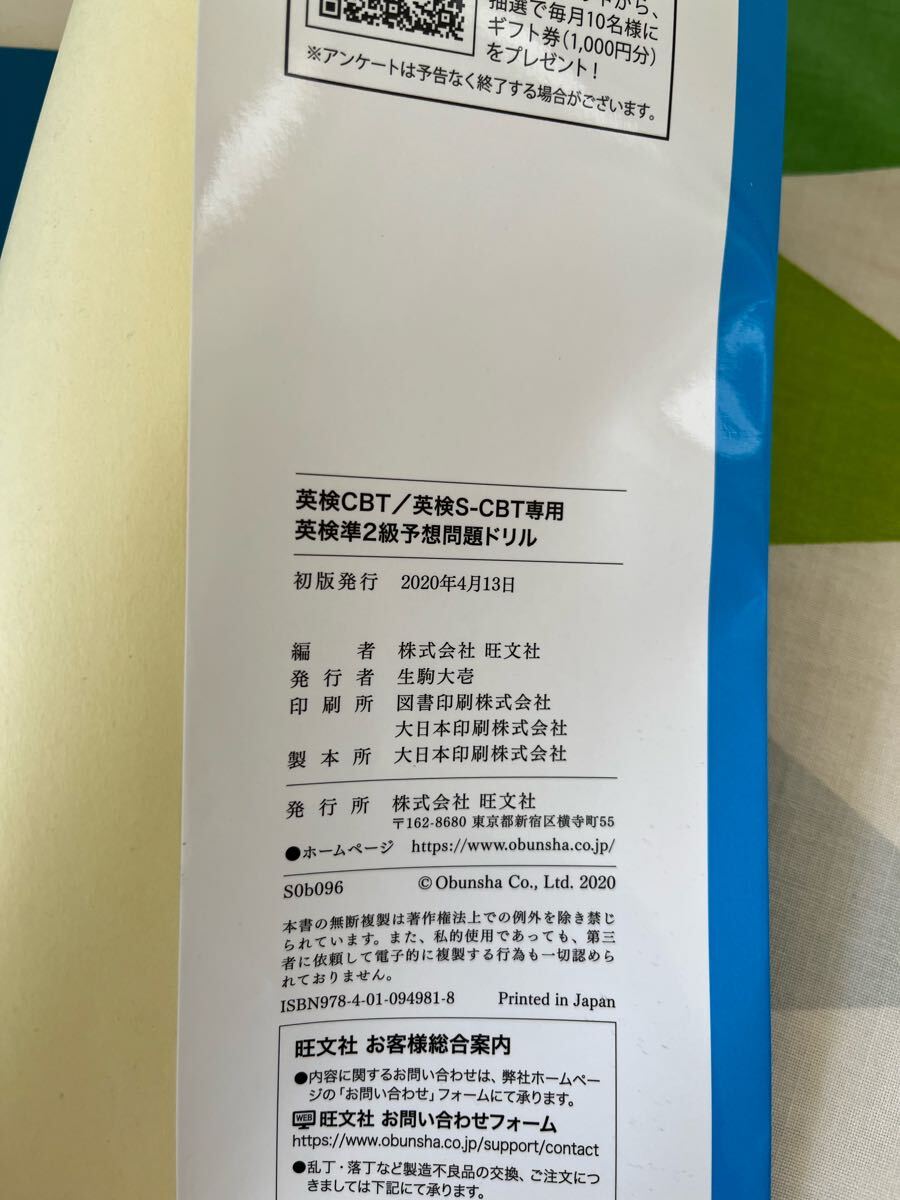 から、
抽選で毎月10名様に
ギフト券(1,000円分)
をプレゼント！
※アンケートは予告なく終了する場合がございます。
英検CBT／英検S-CBT専用
英検準2級予想問題ドリル
初版発行 2020年4月13日
編者 株式会社 旺文社
発行者 生駒大壱
印刷所 図書印刷株式会社
大日本印刷株式会社
製本所 大日本印刷株式会社
発行所 株式会社 旺文社
〒162-8680 東京都新宿区横寺町55
●ホームページ https://www.obunsha.co.jp/
S0b096 ©Obunsha Co., Ltd. 2020
本書の無断複製は著作権法上での例外を除き禁じ
られています。また、私的使用であっても、第三
者に依頼して電子的に複製する行為も一切認めら
れておりません。
ISBN978-4-01-094981-8 Printed in Japan
旺文社 お客様総合案内
●内容に関するお問い合わせは、弊社ホームペー
ジの「お問い合わせ」フォームにて承ります。
WEB 旺文社 お問い合わせフォーム
https://www.obunsha.co.jp/support/contact
●乱丁・落丁など製造不良品の交換、ご注文につ
きましては下記にて承ります。